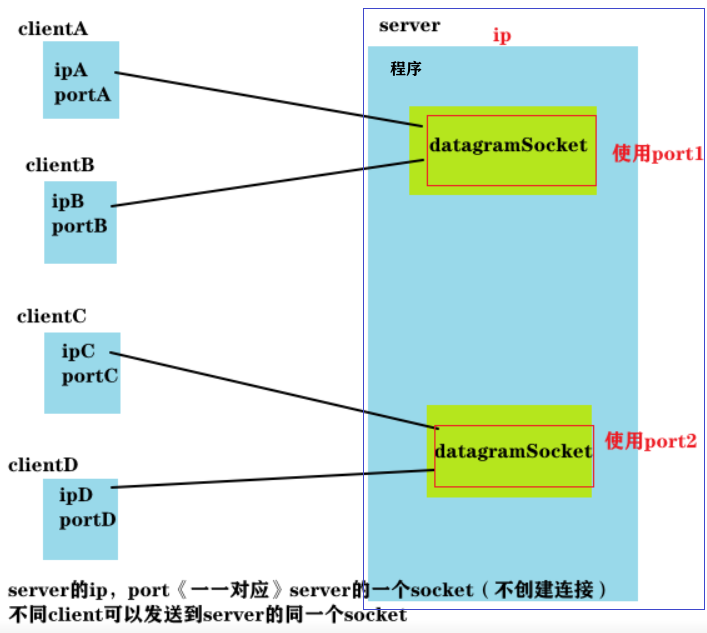 clientA
ipA
portA
clientB
ipB
portB
clientC
ipC
portC
clientD
ipD
portD
server
ip
程序
datagramSocket
使用port1
datagramSocket
使用port2
server的ip，port《一一对应》server的一个socket（不创建连接）
不同client可以发送到server的同一个socket